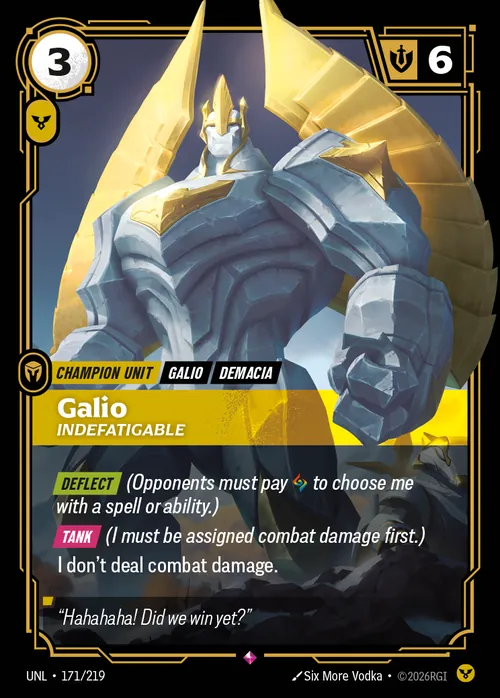 3
6
CHAMPION UNIT GALIO DEMACIA
Galio
INDEFATIGABLE
DEFLECT (Opponents must pay to choose me
with a spell or ability.)
TANK (I must be assigned combat damage first.)
I don't deal combat damage.
"Hahahaha! Did we win yet?"
UNL • 171/219
Six More Vodka • ©2026RGI